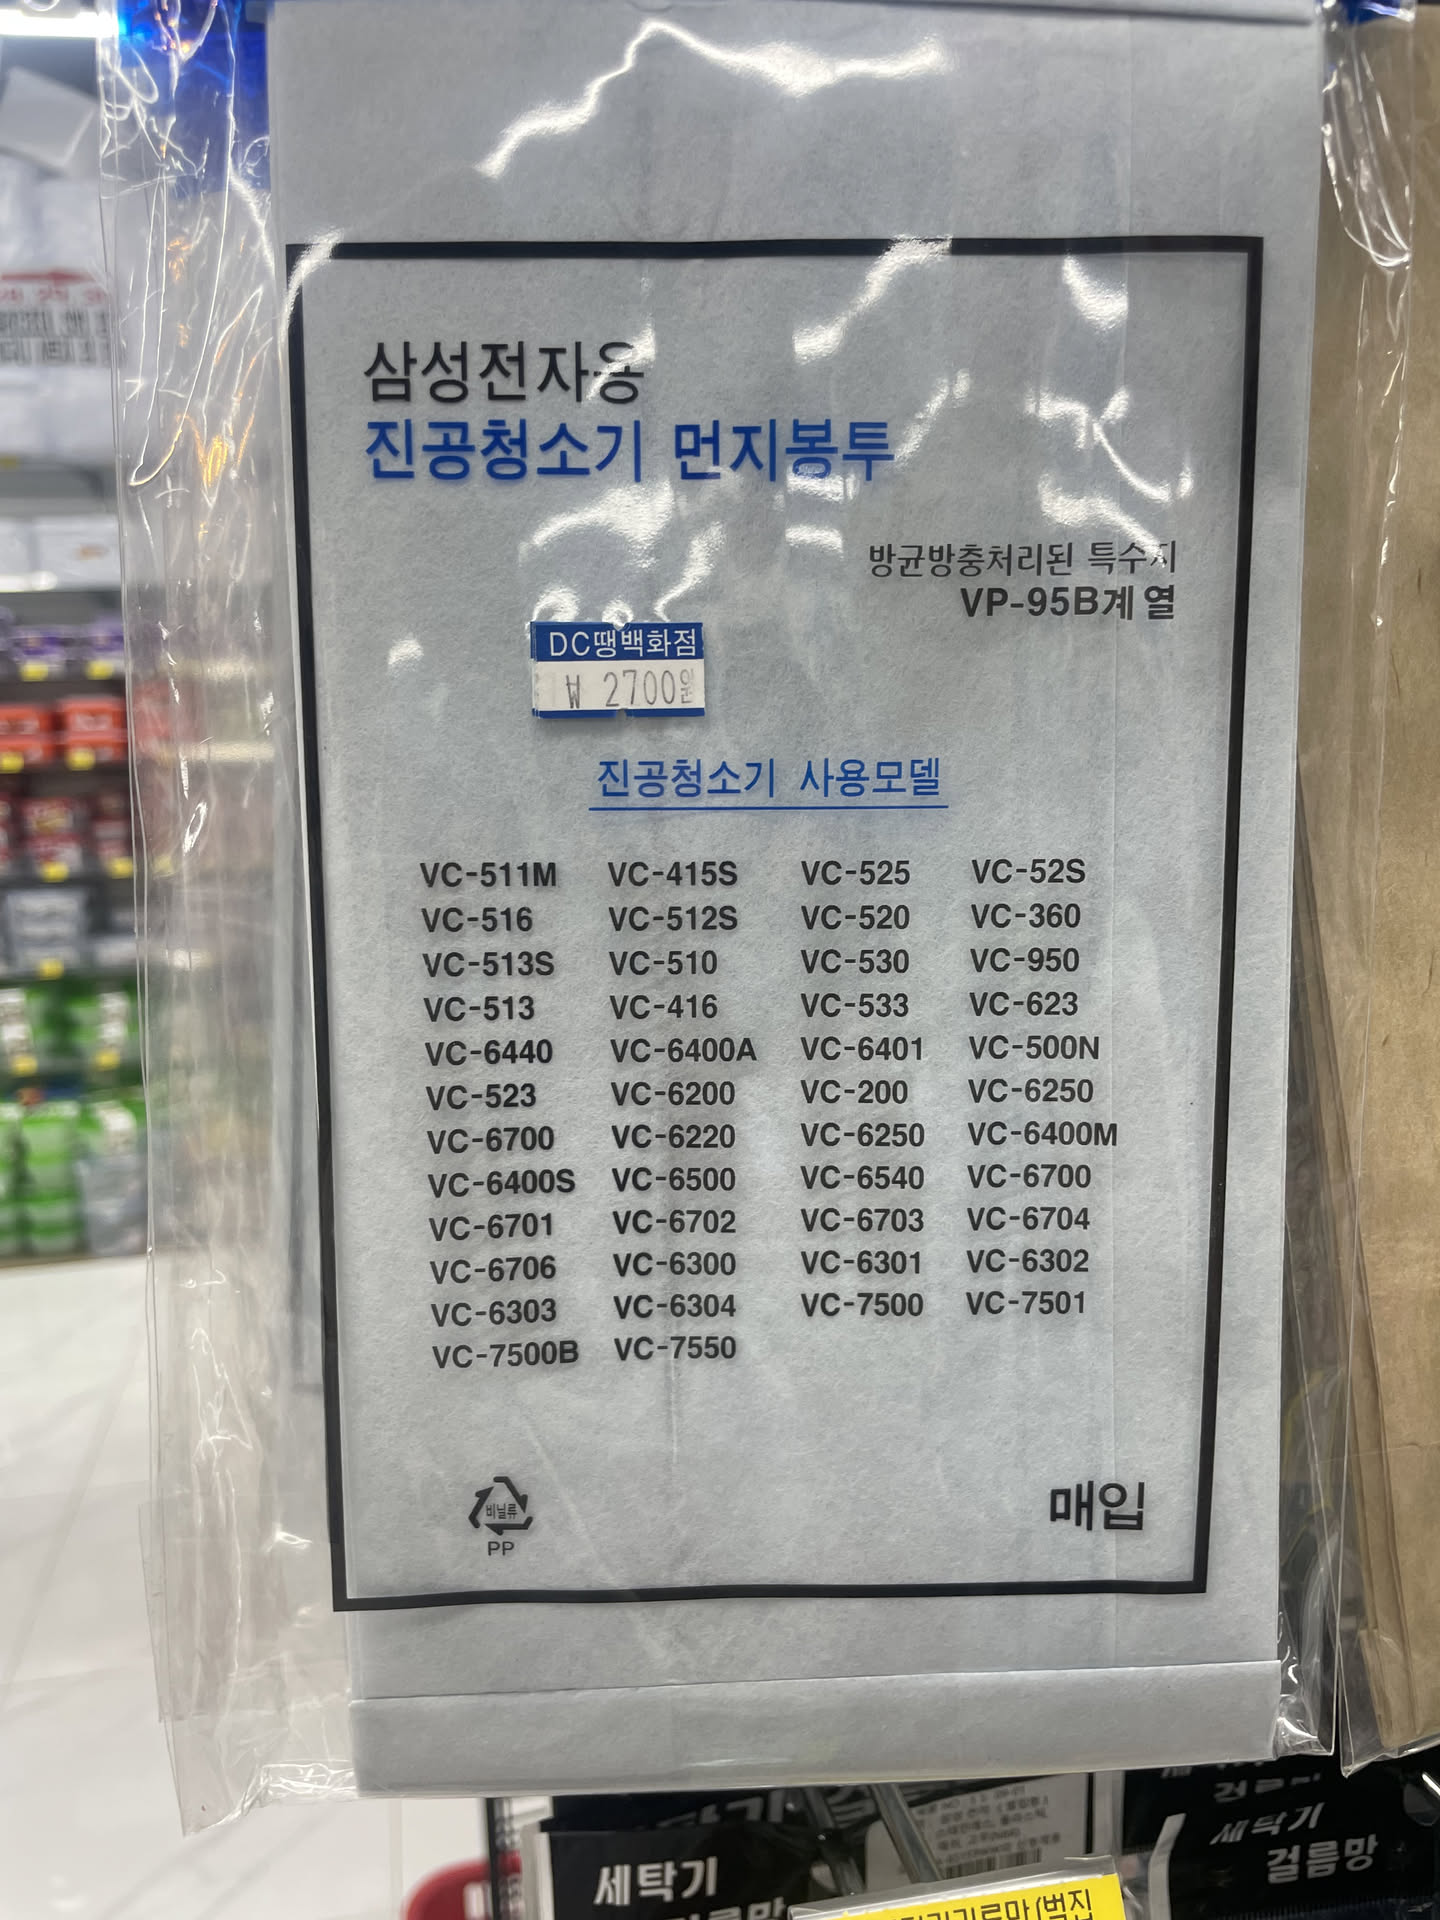 삼성전자용
진공청소기 먼지봉투
방균방충처리된 특수지
VP-95B계열
DC땡백화점
₩ 2700원
진공청소기 사용모델
VC-511M VC-415S VC-525 VC-52S
VC-516 VC-512S VC-520 VC-360
VC-513S VC-510 VC-530 VC-950
VC-513 VC-416 VC-533 VC-623
VC-6440 VC-6400A VC-6401 VC-500N
VC-523 VC-6200 VC-200 VC-6250
VC-6700 VC-6220 VC-6250 VC-6400M
VC-6400S VC-6500 VC-6540 VC-6700
VC-6701 VC-6702 VC-6703 VC-6704
VC-6706 VC-6300 VC-6301 VC-6302
VC-6303 VC-6304 VC-7500 VC-7501
VC-7500B VC-7550
비닐류
PP
매입
세탁기
세탁기
걸름망